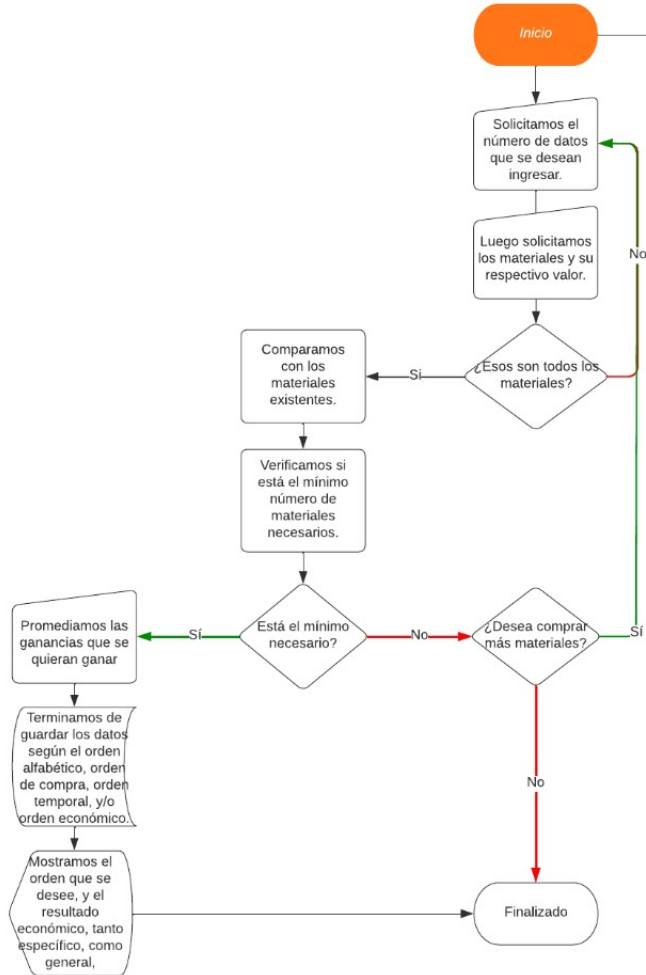 Inicio
Solicitamos el
número de datos
que se desean
ingresar.
Luego solicitamos
los materiales y su
respectivo valor.
No
¿Esos son todos los
materiales?
Si
Comparamos
con los
materiales
existentes.
Verificamos si
está el mínimo
número de
materiales
necesarios.
Está el mínimo
necesario?
Sí
No
¿Desea comprar
más materiales?
Sí
No
Promediamos las
ganancias que se
quieran ganar
Terminamos de
guardar los datos
según el orden
alfabético, orden
de compra, orden
temporal, y/o
orden económico.
Mostramos el
orden que se
desee, y el
resultado
económico, tanto
específico, como
general,
Finalizado